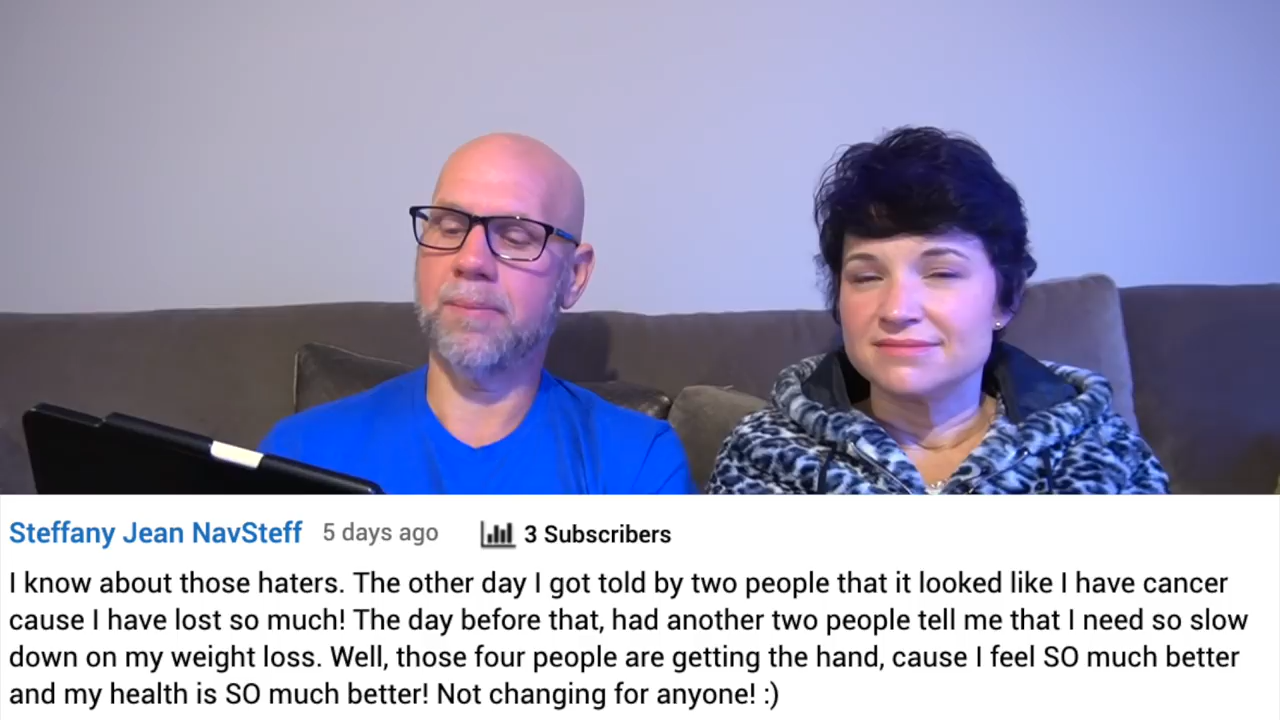 Steffany Jean NavSteff 5 days ago 3 Subscribers
I know about those haters. The other day I got told by two people that it looked like I have cancer
cause I have lost so much! The day before that, had another two people tell me that I need so slow
down on my weight loss. Well, those four people are getting the hand, cause I feel SO much better
and my health is SO much better! Not changing for anyone! :)